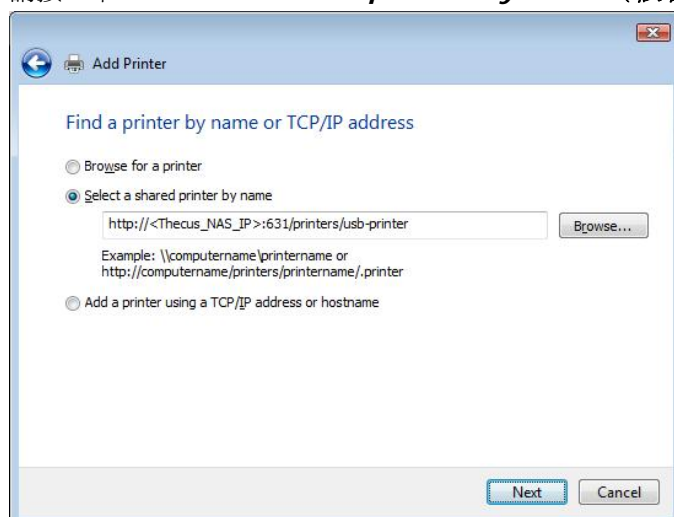 Add Printer
Find a printer by name or TCP/IP address
Browse for a printer
Select a shared printer by name
http://<Thecus_NAS_IP>:631/printers/usb-printer
Browse...
Example: \\computername\printername or
http://computername/printers/printername/.printer
Add a printer using a TCP/IP address or hostname
Next
Cancel